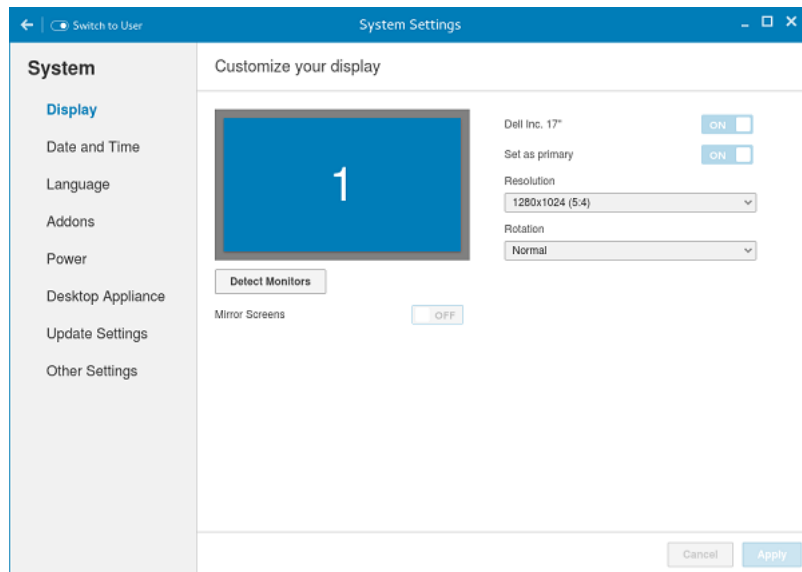 Switch to User
System Settings
System
Display
Date and Time
Language
Addons
Power
Desktop Appliance
Update Settings
Other Settings
Customize your display
1
Detect Monitors
Mirror Screens
OFF
Dell Inc. 17"
ON
Set as primary
ON
Resolution
1280x1024 (5:4)
Rotation
Normal
Cancel
Apply